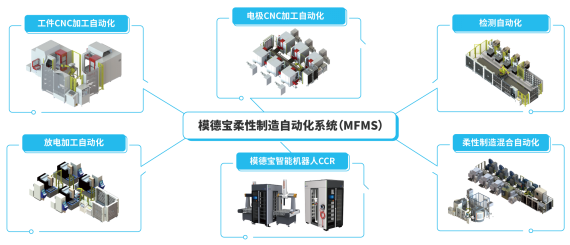 工件CNC加工自动化
电极CNC加工自动化
检测自动化
模德宝柔性制造自动化系统(MFMS)
放电加工自动化
模德宝智能机器人CCR
柔性制造混合自动化